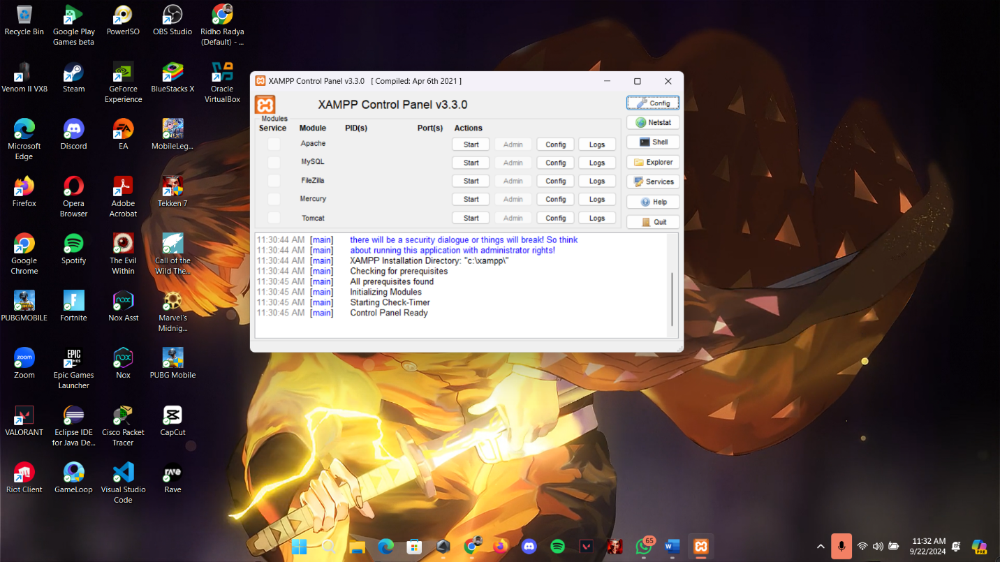 Recycle Bin
Google Play
Games beta
PowerISO
OBS Studio
Ridho Radya
(Default) - ...
Venom II VX8
Steam
GeForce
Experience
BlueStacks X
Oracle
VirtualBox
Microsoft
Edge
Discord
EA
MobileLeg...
Firefox
Opera
Browser
Adobe
Acrobat
Tekken 7
Google
Chrome
Spotify
The Evil
Within
Call of the
Wild The...
PUBGMOBILE
Fortnite
Nox Asst
Marvel's
Midnig...
Zoom
Epic Games
Launcher
Nox
PUBG Mobile
VALORANT
Eclipse IDE
for Java De...
Cisco Packet
Tracer
CapCut
Riot Client
GameLoop
Visual Studio
Code
Rave
XAMPP Control Panel v3.3.0 [ Compiled: Apr 6th 2021 ]
XAMPP Control Panel v3.3.0
Modules
Service Module PID(s) Port(s) Actions
Apache Start Admin Config Logs
MySQL Start Admin Config Logs
FileZilla Start Admin Config Logs
Mercury Start Admin Config Logs
Tomcat Start Admin Config Logs
Config
Netstat
Shell
Explorer
Services
Help
Quit
11:30:44 AM [main] there will be a security dialogue or things will break! So think
11:30:44 AM [main] about running this application with administrator rights!
11:30:44 AM [main] XAMPP Installation Directory: "c:\xampp\"
11:30:44 AM [main] Checking for prerequisites
11:30:45 AM [main] All prerequisites found
11:30:45 AM [main] Initializing Modules
11:30:45 AM [main] Starting Check-Timer
11:30:45 AM [main] Control Panel Ready
65
11:32 AM
9/22/2024
PRE